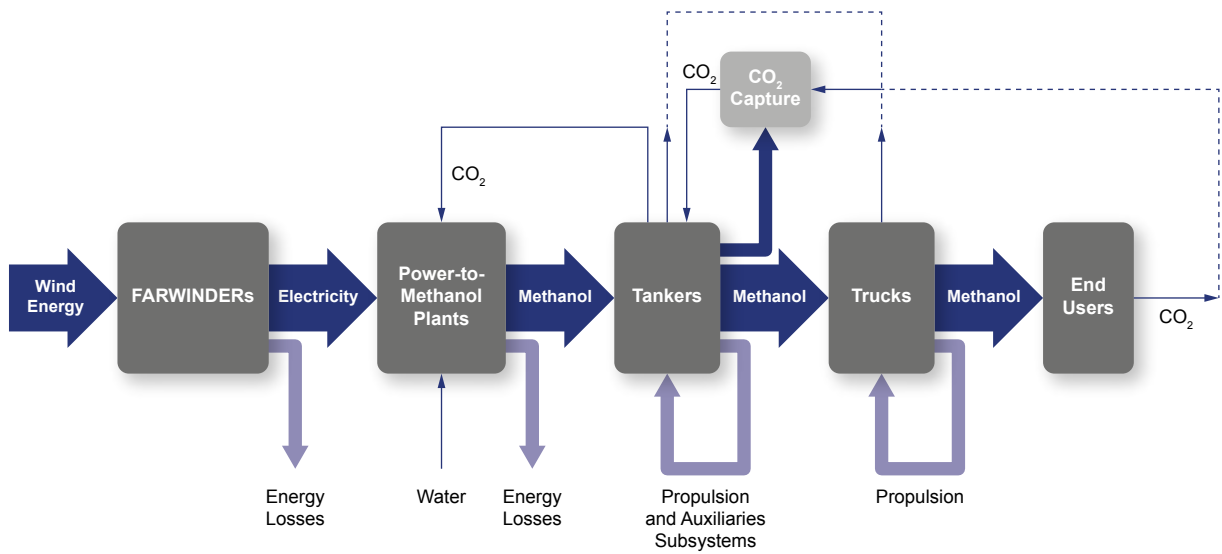 CO2
CO2
Capture
CO2
Wind
Energy
FARWINDERs
Electricity
Power-to-
Methanol
Plants
Methanol
Tankers
Methanol
Trucks
Methanol
End
Users
CO2
Energy
Losses
Water
Energy
Losses
Propulsion
and Auxiliaries
Subsystems
Propulsion